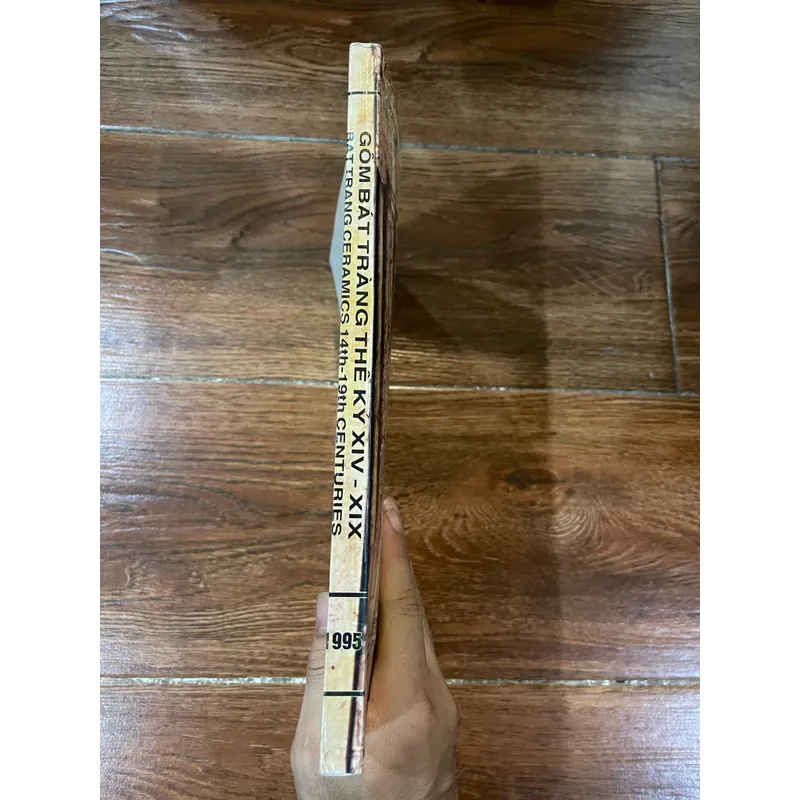 GỐM BÁT TRÀNG THẾ KỶ XIV - XIX
BAT TRANG CERAMICS 14th-19th CENTURIES
1995